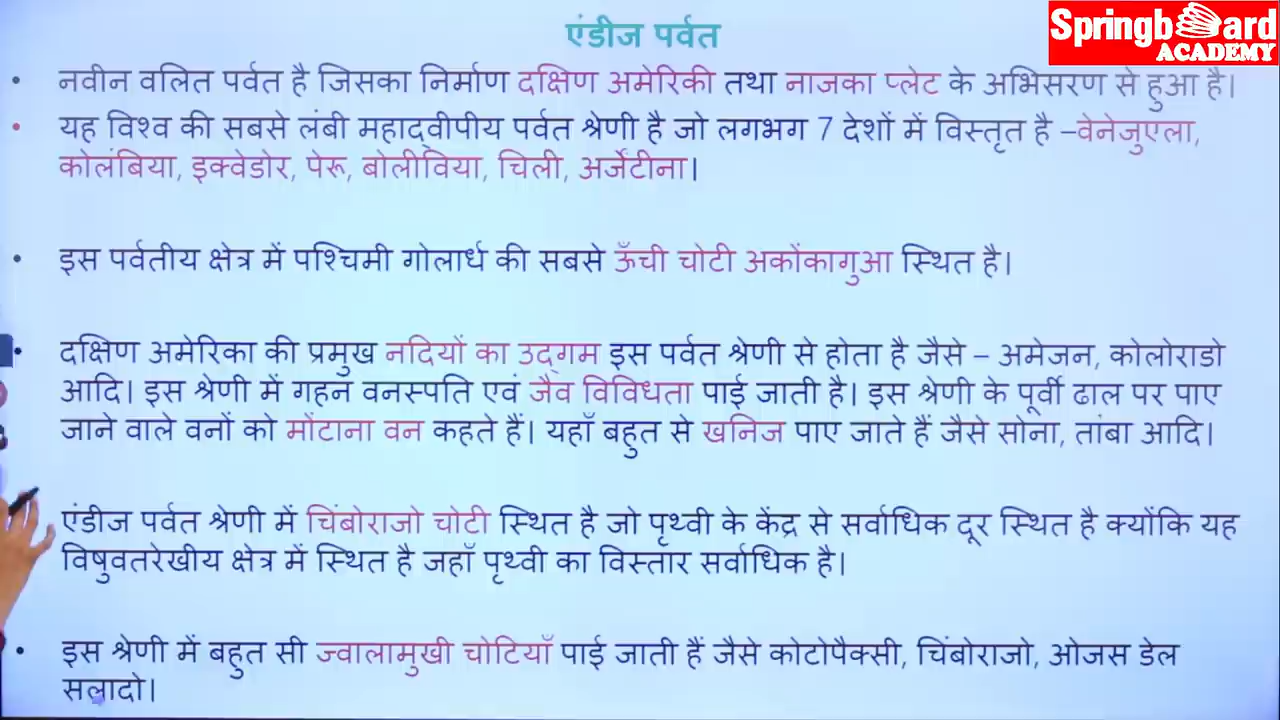 एंडीज पर्वत
Springboard
ACADEMY
• नवीन वलित पर्वत है जिसका निर्माण दक्षिण अमेरिकी तथा नाजका प्लेट के अभिसरण से हुआ है।
• यह विश्व की सबसे लंबी महाद्वीपीय पर्वत श्रेणी है जो लगभग 7 देशों में विस्तृत है –वेनेजुएला,
कोलंबिया, इक्वेडोर, पेरू, बोलीविया, चिली, अर्जेंटीना।
• इस पर्वतीय क्षेत्र में पश्चिमी गोलार्ध की सबसे ऊँची चोटी अकोंकागुआ स्थित है।
• दक्षिण अमेरिका की प्रमुख नदियों का उद्गम इस पर्वत श्रेणी से होता है जैसे – अमेजन, कोलोराडो
आदि। इस श्रेणी में गहन वनस्पति एवं जैव विविधता पाई जाती है। इस श्रेणी के पूर्वी ढाल पर पाए
जाने वाले वनों को मोंटाना वन कहते हैं। यहाँ बहुत से खनिज पाए जाते हैं जैसे सोना, तांबा आदि।
एंडीज पर्वत श्रेणी में चिंबोराजो चोटी स्थित है जो पृथ्वी के केंद्र से सर्वाधिक दूर स्थित है क्योंकि यह
विषुवतरेखीय क्षेत्र में स्थित है जहाँ पृथ्वी का विस्तार सर्वाधिक है।
• इस श्रेणी में बहुत सी ज्वालामुखी चोटियाँ पाई जाती हैं जैसे कोटोपैक्सी, चिंबोराजो, ओजस डेल
सलादो।